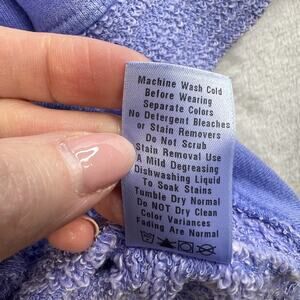 Machine Wash Cold
Before Wearing
Separate Colors
No Detergent Bleaches
or Stain Removers
Do Not Scrub
Stain Removal Use
A Mild Degreasing
Dishwashing Liquid
To Soak Stains
Tumble Dry Normal
Do NOT Dry Clean
Color Variances
Fading Are Normal